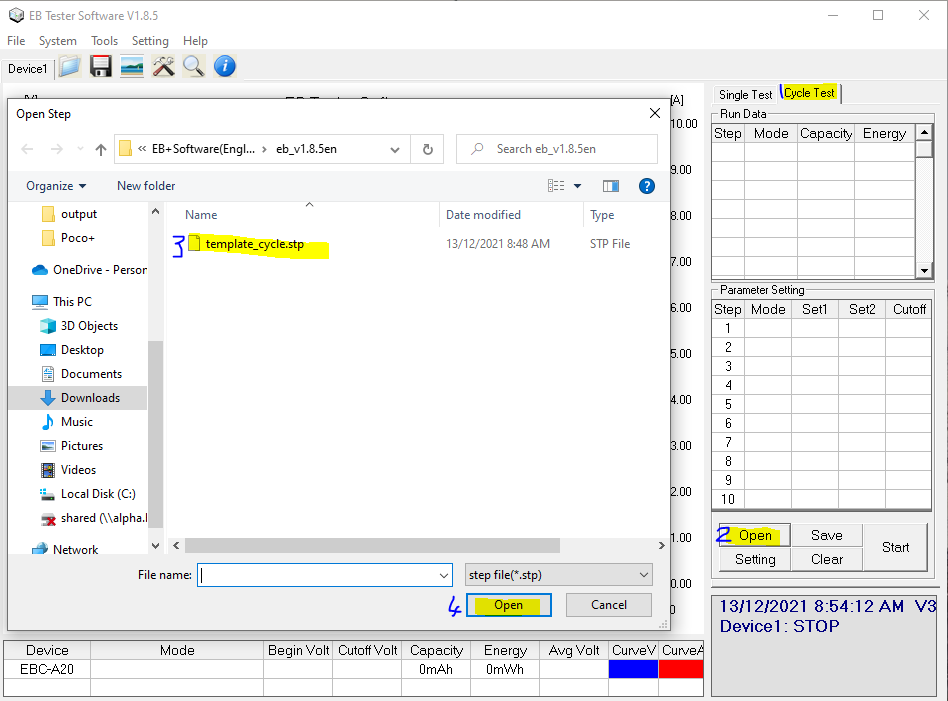 EB Tester Software V1.8.5
File System Tools Setting Help
Device1
Open Step
« EB+Software(Engl... › eb_v1.8.5en
Search eb_v1.8.5en
Organize New folder
output
Poco+
OneDrive - Person
This PC
3D Objects
Desktop
Documents
Downloads
Music
Pictures
Videos
Local Disk (C:)
shared (\\alpha.l
Network
Name Date modified Type
3 template_cycle.stp 13/12/2021 8:48 AM STP File
File name: step file(*.stp)
4 Open Cancel
[A]
10.00
9.00
8.00
7.00
6.00
5.00
4.00
3.00
2.00
1.00
0.00
Single Test 1 Cycle Test
Run Data
Step Mode Capacity Energy
Parameter Setting
Step Mode Set1 Set2 Cutoff
1
2
3
4
5
6
7
8
9
10
2 Open Save Start
Setting Clear
13/12/2021 8:54:12 AM V3
Device1: STOP
Device Mode Begin Volt Cutoff Volt Capacity Energy Avg Volt CurveV CurveA
EBC-A20 0mAh 0mWh